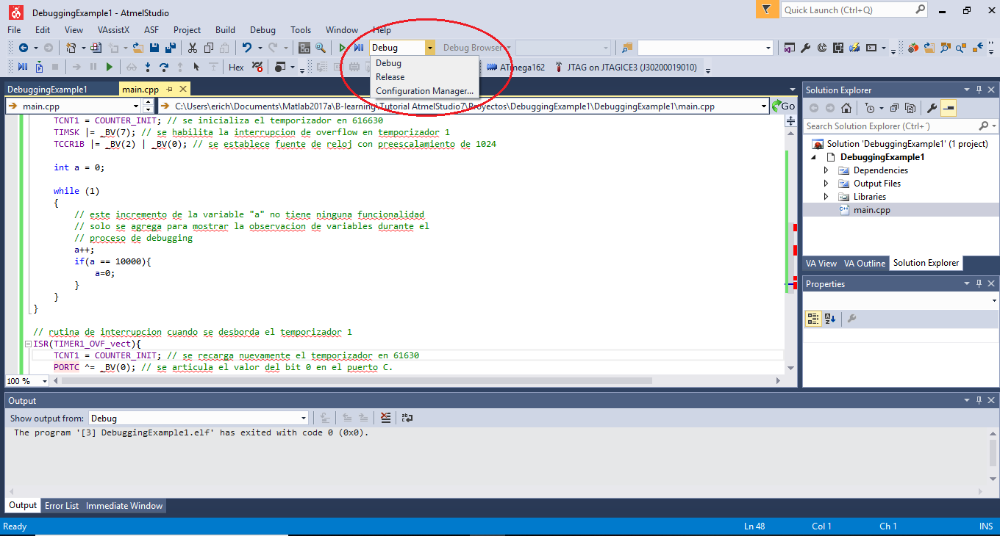 DebuggingExample1 - AtmelStudio
Quick Launch (Ctrl+Q)
File Edit View VAssistX ASF Project Build Debug Tools Window Help
Debug
Debug Browser
Debug
Release
Configuration Manager...
Hex
ATmega162
JTAG on JTAGICE3 (J30200019010)
DebuggingExample1
main.cpp
main.cpp
C:\Users\erich\Documents\Matlab2017a\B-learning\Tutorial AtmelStudio7\Proyectos\DebuggingExample1\DebuggingExample1\main.cpp
Go
TCNT1 = COUNTER_INIT; // se inicializa el temporizador en 616630
TIMSK |= _BV(7); // se habilita la interrupcion de overflow en temporizador 1
TCCR1B |= _BV(2) | _BV(0); // se establece fuente de reloj con preescalamiento de 1024
int a = 0;
while (1)
{
// este incremento de la variable "a" no tiene ninguna funcionalidad
// solo se agrega para mostrar la observacion de variables durante el
// proceso de debugging
a++;
if(a == 10000){
a=0;
}
}
}
// rutina de interrupcion cuando se desborda el temporizador 1
ISR(TIMER1_OVF_vect){
TCNT1 = COUNTER_INIT; // se recarga nuevamente el temporizador en 61630
PORTC ^= _BV(0); // se articula el valor del bit 0 en el puerto C.
100 %
Solution Explorer
Search Solution Explorer (Ctrl+´)
Solution 'DebuggingExample1' (1 project)
DebuggingExample1
Dependencies
Output Files
Libraries
main.cpp
VA View VA Outline Solution Explorer
Properties
Output
Show output from: Debug
The program '[3] DebuggingExample1.elf' has exited with code 0 (0x0).
Output Error List Immediate Window
Ready
Ln 48 Col 1 Ch 1 INS